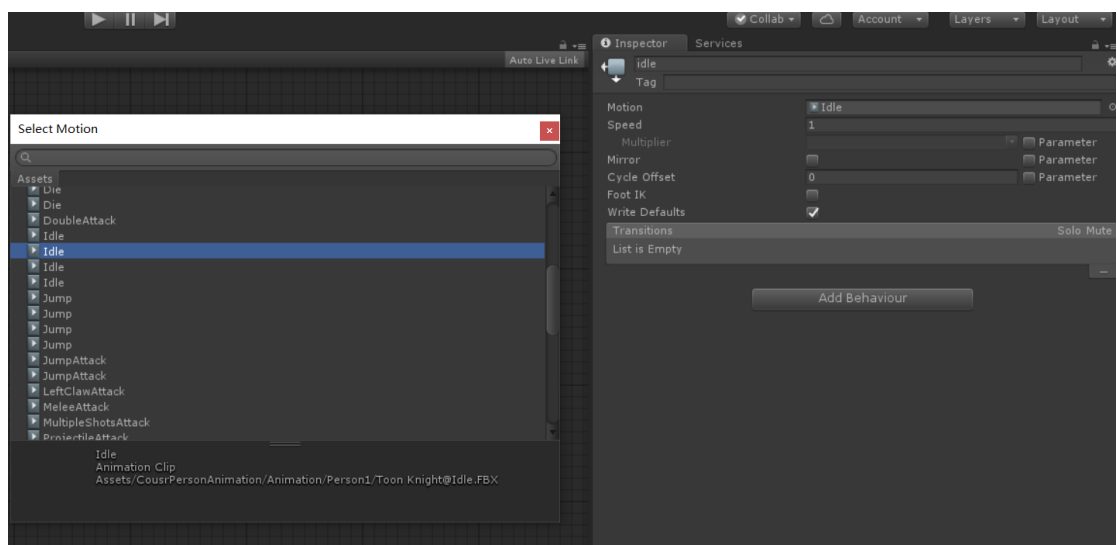 Collab Account Layers Layout
Inspector Services
Auto Live Link
idle
Tag
Select Motion
Assets
Die
Die
DoubleAttack
Idle
Idle
Idle
Idle
Jump
Jump
Jump
Jump
JumpAttack
JumpAttack
LeftClawAttack
MeleeAttack
MultipleShotsAttack
ProjectileAttack
Idle
Animation Clip
Assets/CousrPersonAnimation/Animation/Person1/Toon Knight@Idle.FBX
Motion Idle
Speed 1
Multiplier Parameter
Mirror Parameter
Cycle Offset 0 Parameter
Foot IK
Write Defaults
Transitions Solo Mute
List is Empty
Add Behaviour